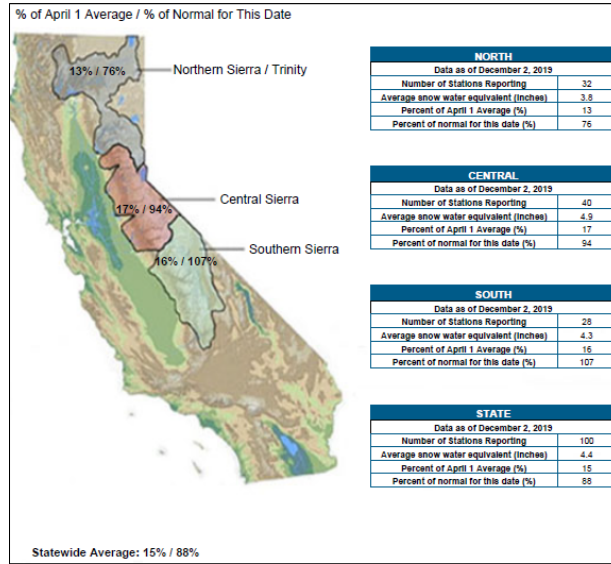 % of April 1 Average / % of Normal for This Date
13% / 76%
Northern Sierra / Trinity
17% / 94%
Central Sierra
16% / 107%
Southern Sierra
NORTH
Data as of December 2, 2019
Number of Stations Reporting 32
Average snow water equivalent (Inches) 3.8
Percent of April 1 Average (%) 13
Percent of normal for this date (%) 76
CENTRAL
Data as of December 2, 2019
Number of Stations Reporting 40
Average snow water equivalent (Inches) 4.9
Percent of April 1 Average (%) 17
Percent of normal for this date (%) 94
SOUTH
Data as of December 2, 2019
Number of Stations Reporting 28
Average snow water equivalent (Inches) 4.3
Percent of April 1 Average (%) 16
Percent of normal for this date (%) 107
STATE
Data as of December 2, 2019
Number of Stations Reporting 100
Average snow water equivalent (Inches) 4.4
Percent of April 1 Average (%) 15
Percent of normal for this date (%) 88
Statewide Average: 15% / 88%